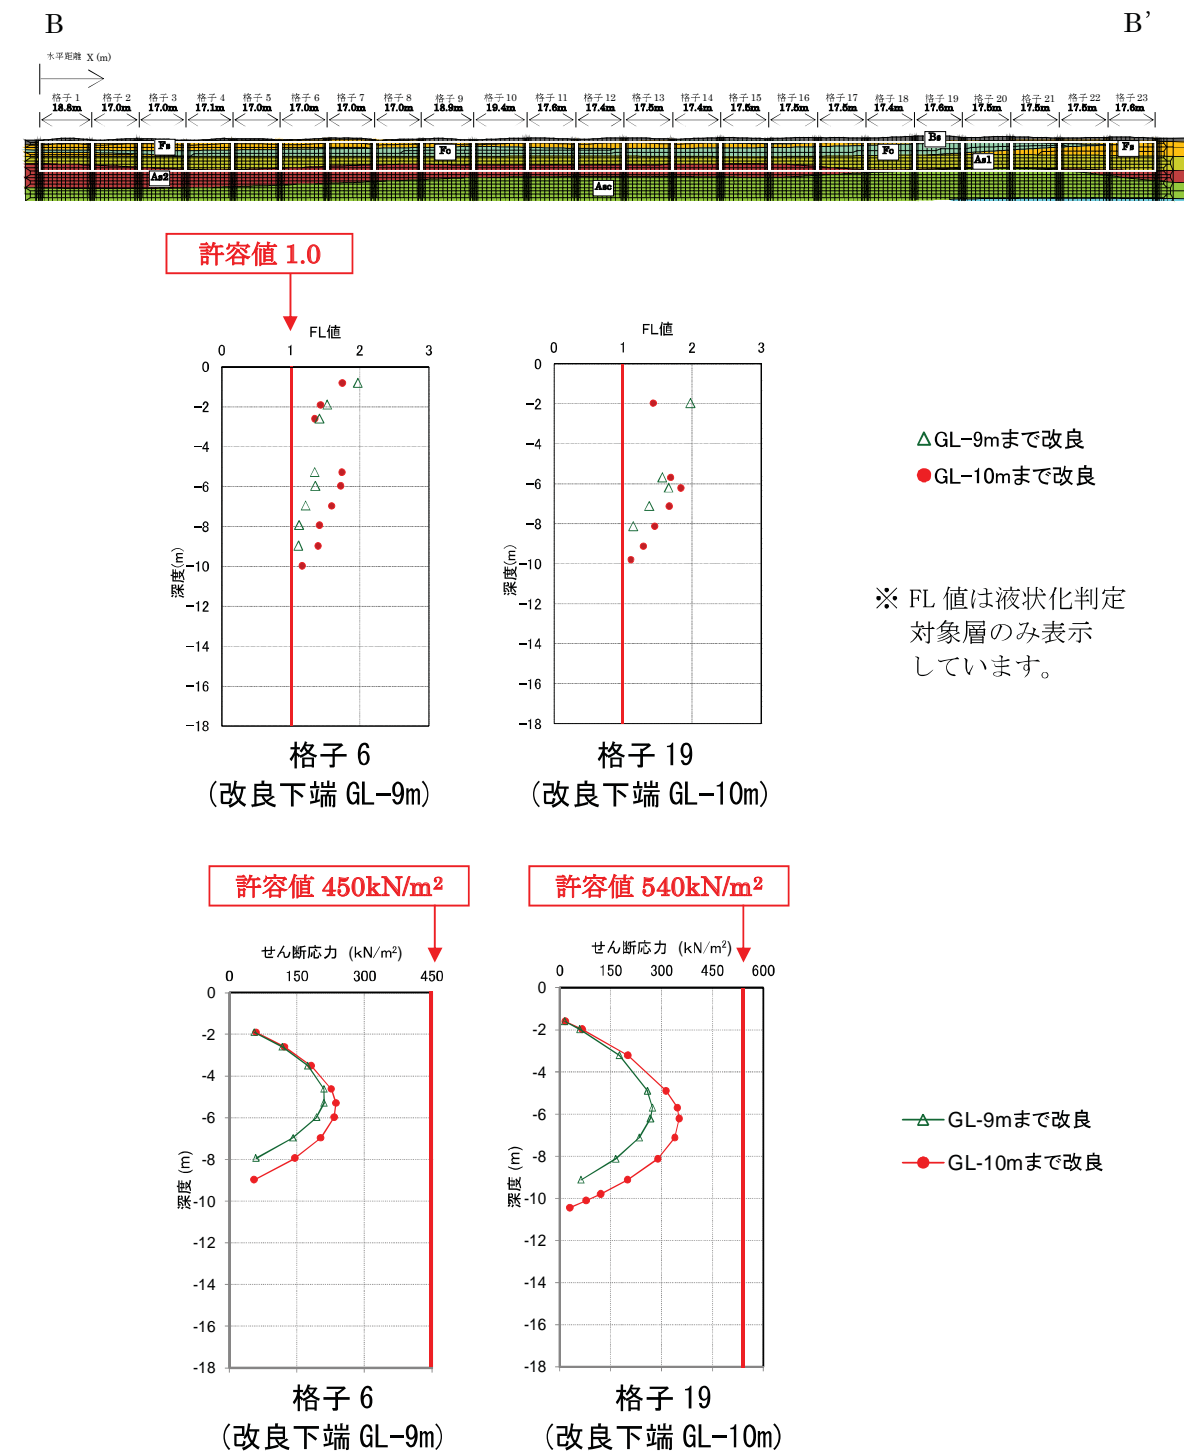 B B’
水平距離 X (m)
格子 1 格子 2 格子 3 格子 4 格子 5 格子 6 格子 7 格子 8 格子 9 格子 10 格子 11 格子 12 格子 13 格子 14 格子 15 格子 16 格子 17 格子 18 格子 19 格子 20 格子 21 格子 22 格子 23
18.8m 17.0m 17.0m 17.1m 17.0m 17.0m 17.0m 17.0m 18.9m 19.4m 17.6m 17.4m 17.5m 17.4m 17.5m 17.5m 17.5m 17.4m 17.6m 17.5m 17.5m 17.5m 17.6m
Fs Fc Fc Bs As1 Fs
As2 Asc
許容値 1.0
FL値 FL値
0 1 2 3 0 1 2 3
0 0
-2 -2
-4 -4
-6 -6
-8 -8
-10 -10
-12 -12
-14 -14
-16 -16
-18 -18
深度(m) 深度(m)
GL-9mまで改良
GL-10mまで改良
※ FL 値は液状化判定
対象層のみ表示
しています。
格子 6 格子 19
(改良下端 GL-9m) (改良下端 GL-10m)
許容値 450kN/m² 許容値 540kN/m²
せん断応力 (kN/m²) せん断応力 (kN/m²)
0 150 300 450 0 150 300 450 600
0 0
-2 -2
-4 -4
-6 -6
-8 -8
-10 -10
-12 -12
-14 -14
-16 -16
-18 -18
深度 (m) 深度 (m)
GL-9mまで改良
GL-10mまで改良
格子 6 格子 19
(改良下端 GL-9m) (改良下端 GL-10m)